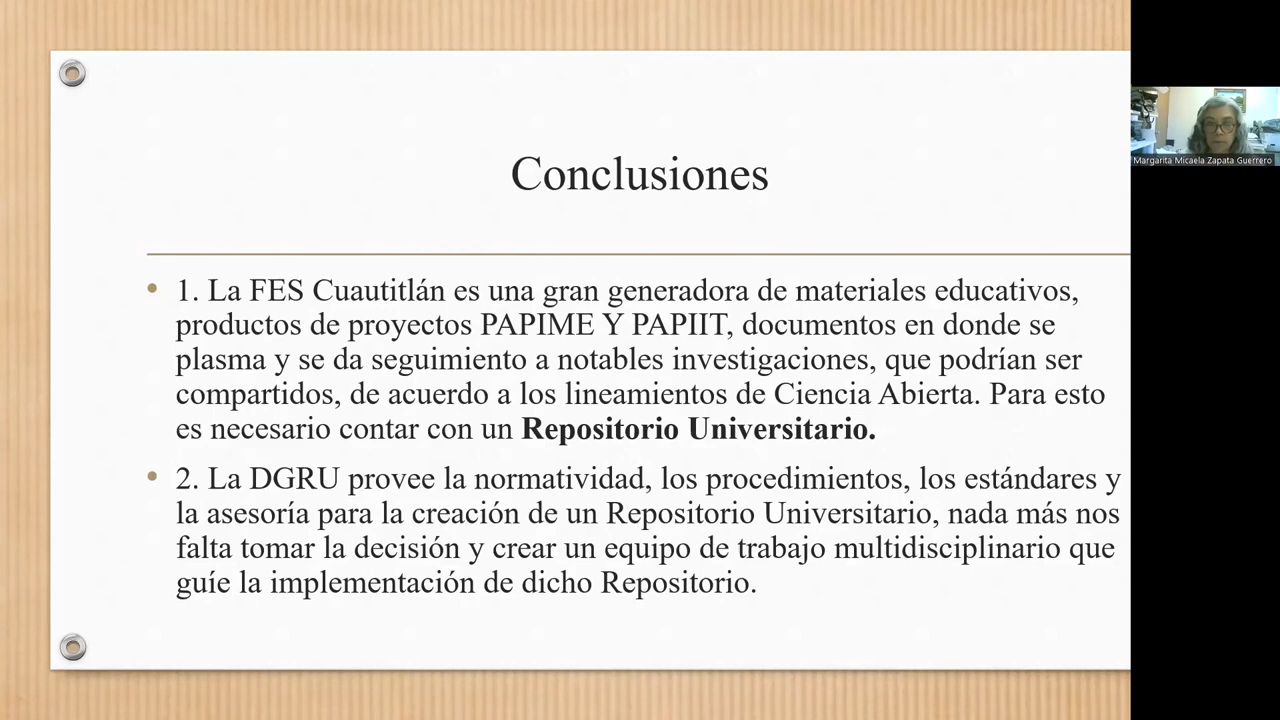 Conclusiones
• 1. La FES Cuautitlán es una gran generadora de materiales educativos,
productos de proyectos PAPIME Y PAPIIT, documentos en donde se
plasma y se da seguimiento a notables investigaciones, que podrían ser
compartidos, de acuerdo a los lineamientos de Ciencia Abierta. Para esto
es necesario contar con un Repositorio Universitario.
• 2. La DGRU provee la normatividad, los procedimientos, los estándares y
la asesoría para la creación de un Repositorio Universitario, nada más nos
falta tomar la decisión y crear un equipo de trabajo multidisciplinario que
guíe la implementación de dicho Repositorio.
Margarita Micaela Zapata Guerrero